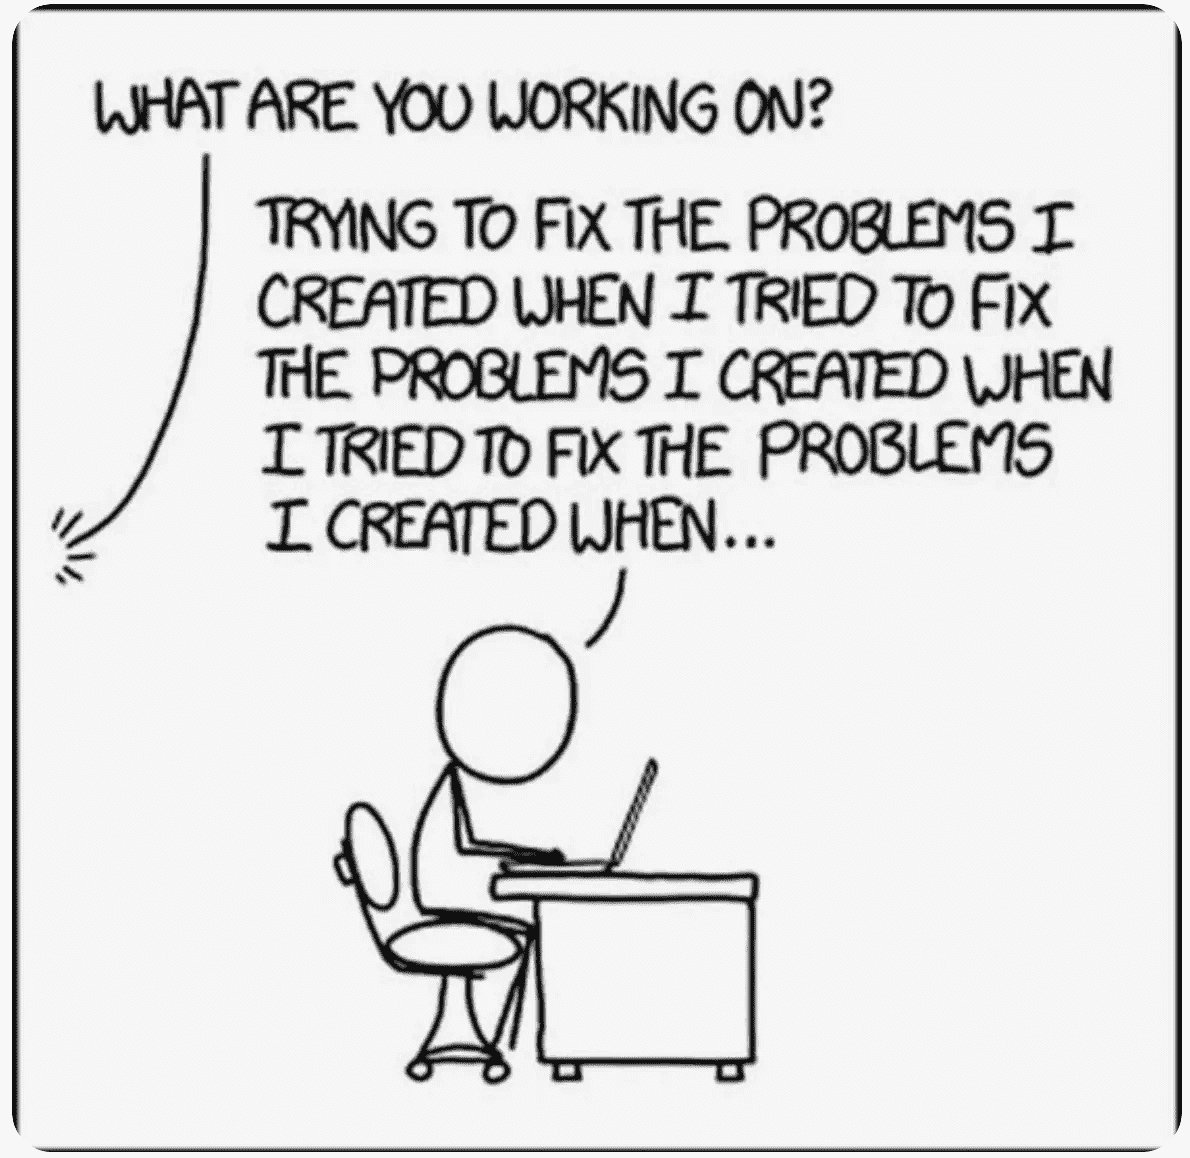 WHAT ARE YOU WORKING ON?
TRYING TO FIX THE PROBLEMS I
CREATED WHEN I TRIED TO FIX
THE PROBLEMS I CREATED WHEN
I TRIED TO FIX THE PROBLEMS
I CREATED WHEN...